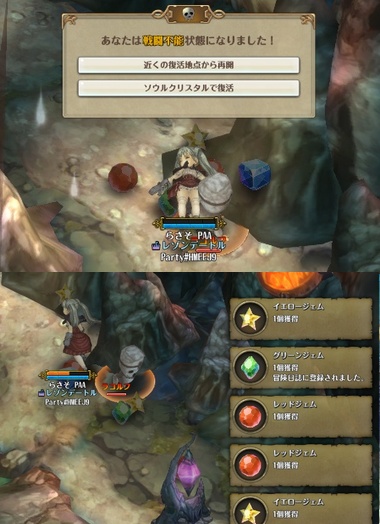 あなたは戦闘不能状態になりました！
近くの復活地点から再開
ソウルクリスタルで復活
らさそ PAA
レゾンデートル
Party#HMEEJ9
イエロージェム
1個獲得
グリーンジェム
1個獲得
冒険日誌に登録されました。
らさそ PAA
レゾンデートル
Party#HMEEJ9
レッドジェム
1個獲得
レッドジェム
1個獲得
イエロージェム
1個獲得